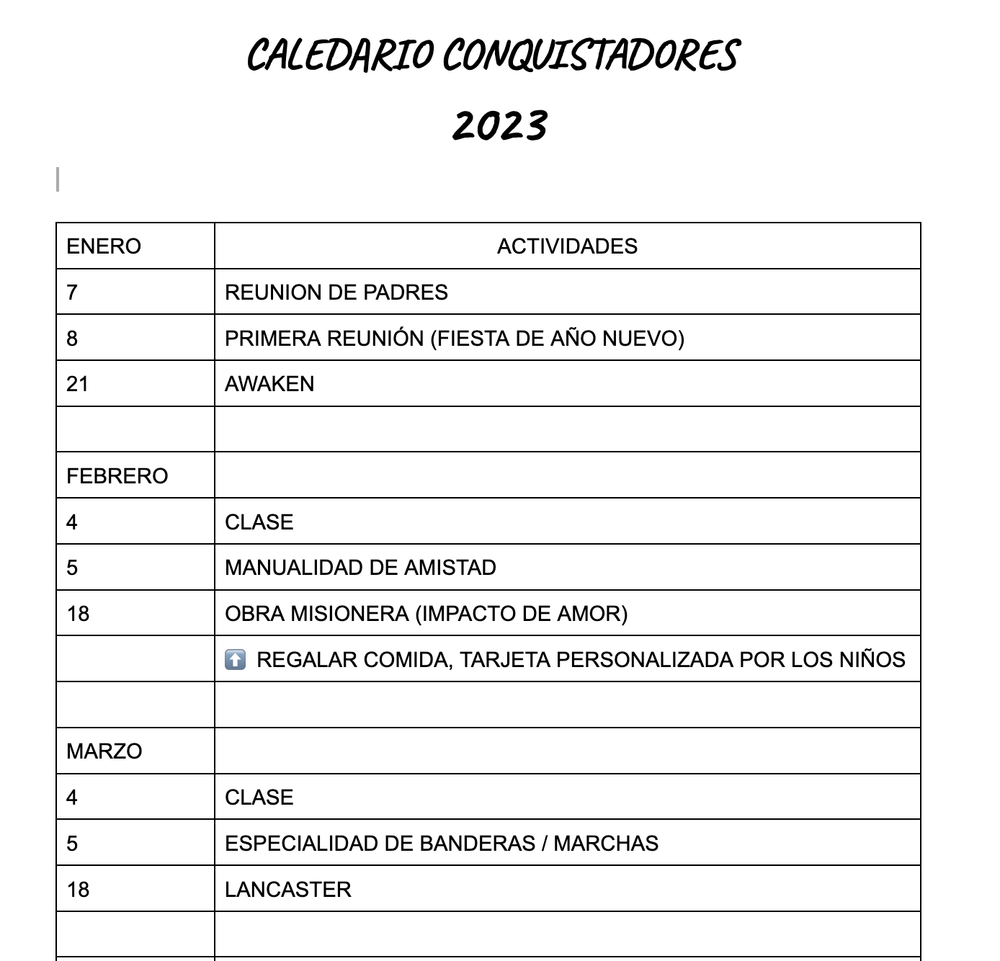 CALEDARIO CONQUISTADORES
2023
ENERO ACTIVIDADES
7 REUNION DE PADRES
8 PRIMERA REUNIÓN (FIESTA DE AÑO NUEVO)
21 AWAKEN
FEBRERO
4 CLASE
5 MANUALIDAD DE AMISTAD
18 OBRA MISIONERA (IMPACTO DE AMOR)
⬆️ REGALAR COMIDA, TARJETA PERSONALIZADA POR LOS NIÑOS
MARZO
4 CLASE
5 ESPECIALIDAD DE BANDERAS / MARCHAS
18 LANCASTER